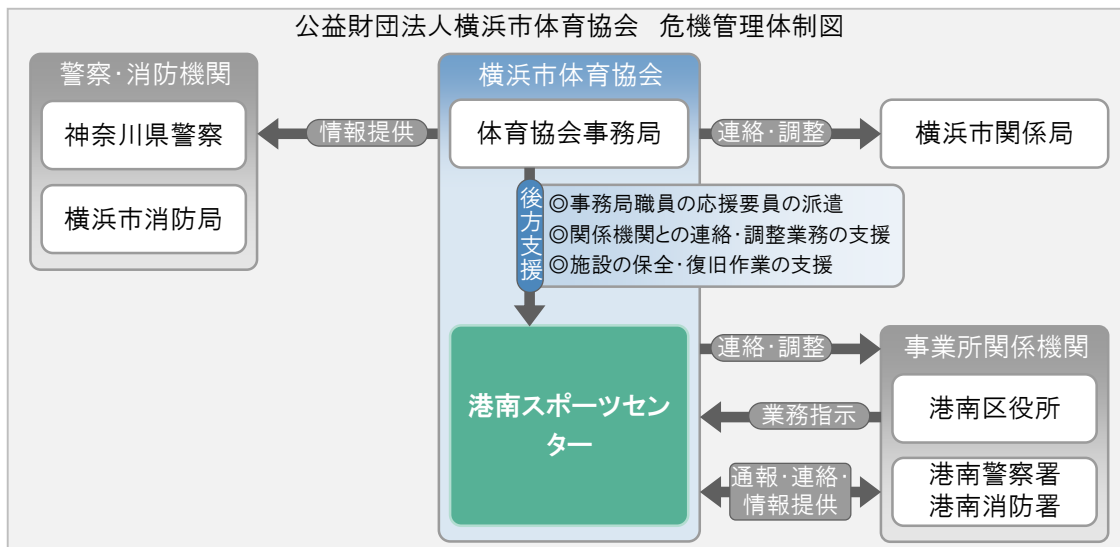 公益財団法人横浜市体育協会　危機管理体制図
警察・消防機関
神奈川県警察
横浜市消防局
情報提供
横浜市体育協会
体育協会事務局
連絡・調整
横浜市関係局
後方支援
◎事務局職員の応援要員の派遣
◎関係機関との連絡・調整業務の支援
◎施設の保全・復旧作業の支援
港南スポーツセン
ター
連絡・調整
業務指示
通報・連絡・
情報提供
事業所関係機関
港南区役所
港南警察署
港南消防署